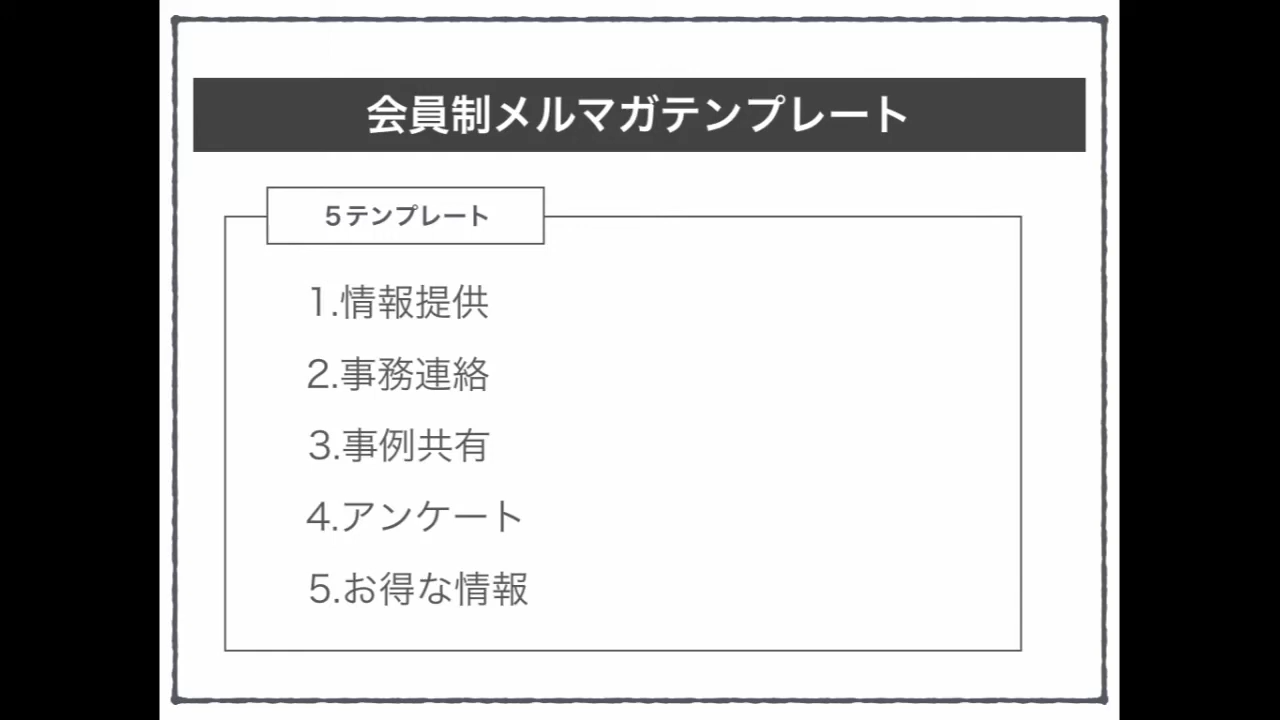 会員制メルマガテンプレート
5テンプレート
1.情報提供
2.事務連絡
3.事例共有
4.アンケート
5.お得な情報